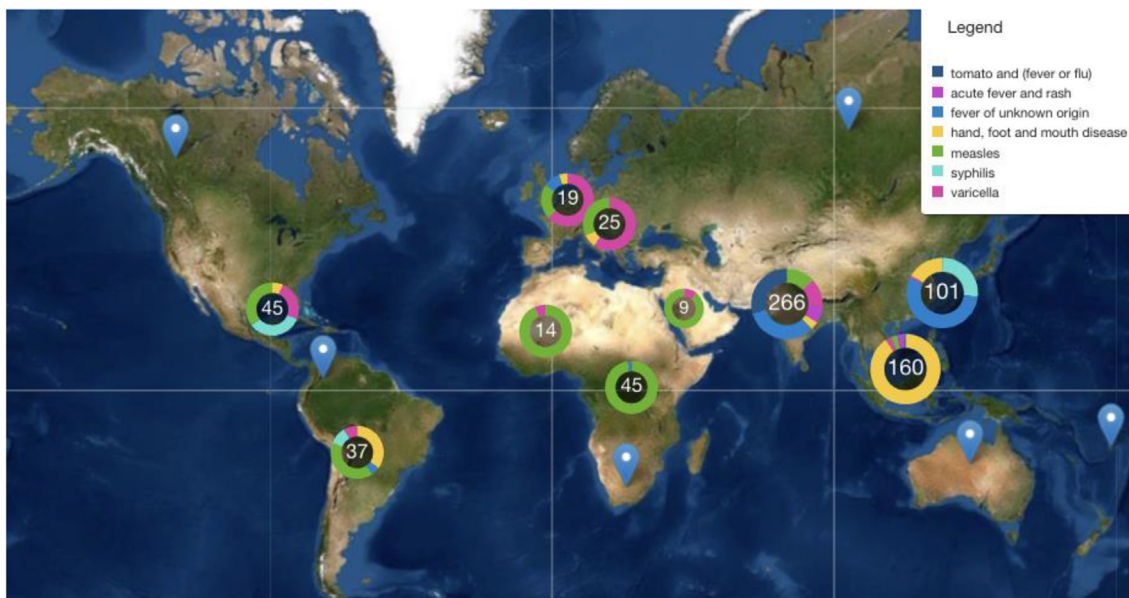 Legend
tomato and (fever or flu)
acute fever and rash
fever of unknown origin
hand, foot and mouth disease
measles
syphilis
varicella
19
25
45
14
9
266
101
160
45
37